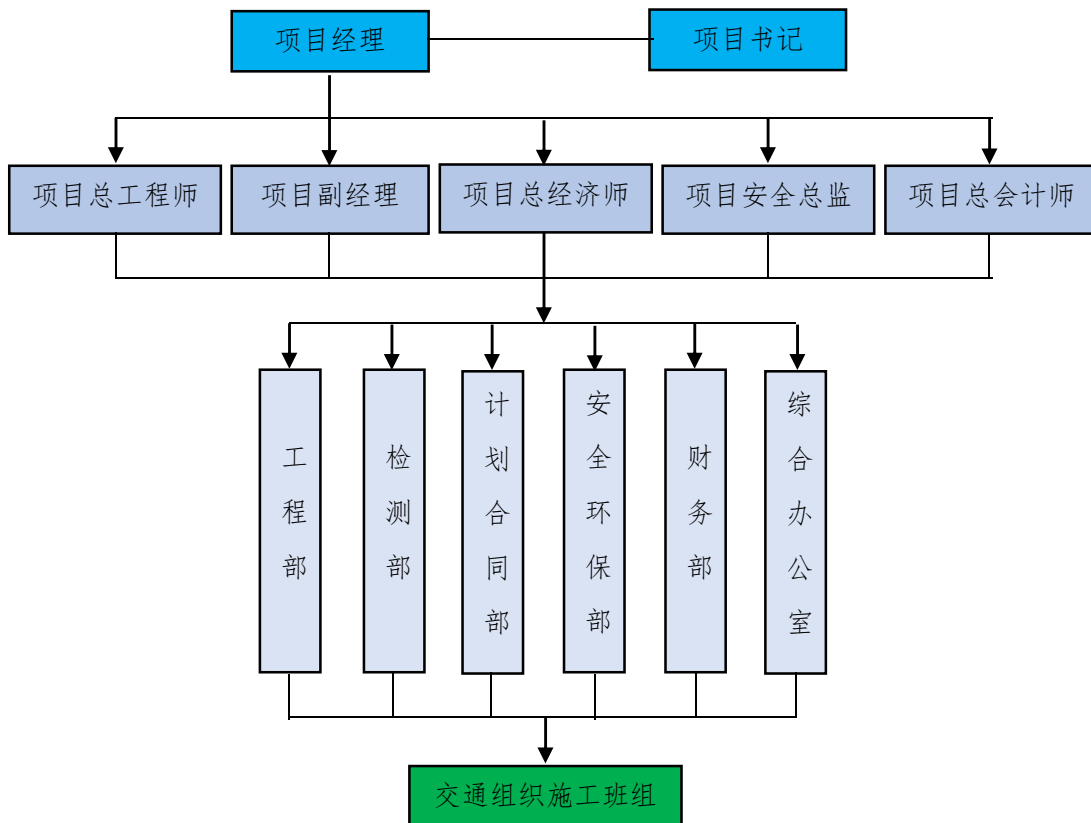 项目经理
项目书记
项目总工程师
项目副经理
项目总经济师
项目安全总监
项目总会计师
工程部
检测部
计划合同部
安全环保部
财务部
综合办公室
交通组织施工班组